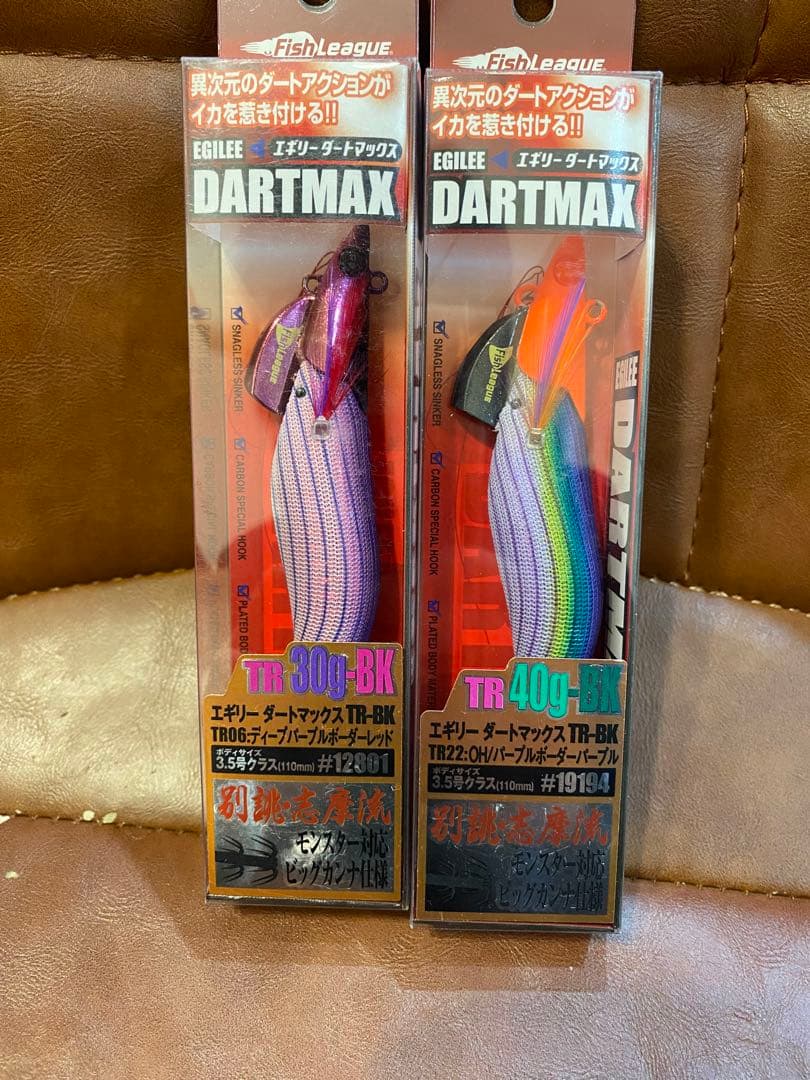 FishLeague
異次元のダートアクションが
イカを惹き付ける!!
EGILEE エギリー ダートマックス
DARTMAX
FishLeague
SNAGLESS SINKER
CARBON SPECIAL HOOK
PLATED BODY
TR 30g-BK
エギリー ダートマックス TR-BK
TR06:ディープパープルボーダーレッド
ボディサイズ
3.5号クラス(110mm) #12801
別誂・志摩流
モンスター対応
ビッグカンナ仕様
FishLeague
異次元のダートアクションが
イカを惹き付ける!!
EGILEE エギリー ダートマックス
DARTMAX
FishLeague
SNAGLESS SINKER
CARBON SPECIAL HOOK
PLATED BODY MATER
EGILEE
DARTM
TR 40g-BK
エギリー ダートマックス TR-BK
TR22:OH/パープルボーダーパープル
ボディサイズ
3.5号クラス(110mm) #19194
別誂・志摩流
モンスター対応
ビッグカンナ仕様